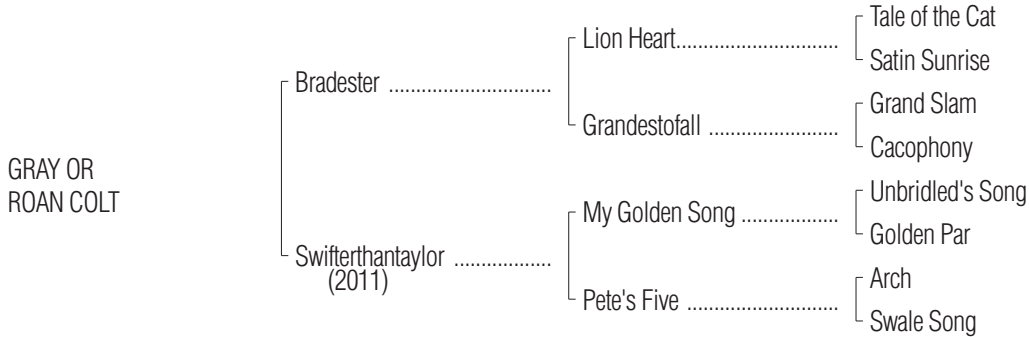 Tale of the Cat
Lion Heart..............................
Satin Sunrise
Bradester ..............................
Grand Slam
Grandestofall ........................
Cacophony
GRAY OR
ROAN COLT
Unbridled's Song
My Golden Song ..................
Golden Par
Swifterthantaylor ..................
(2011)
Arch
Pete's Five ............................
Swale Song